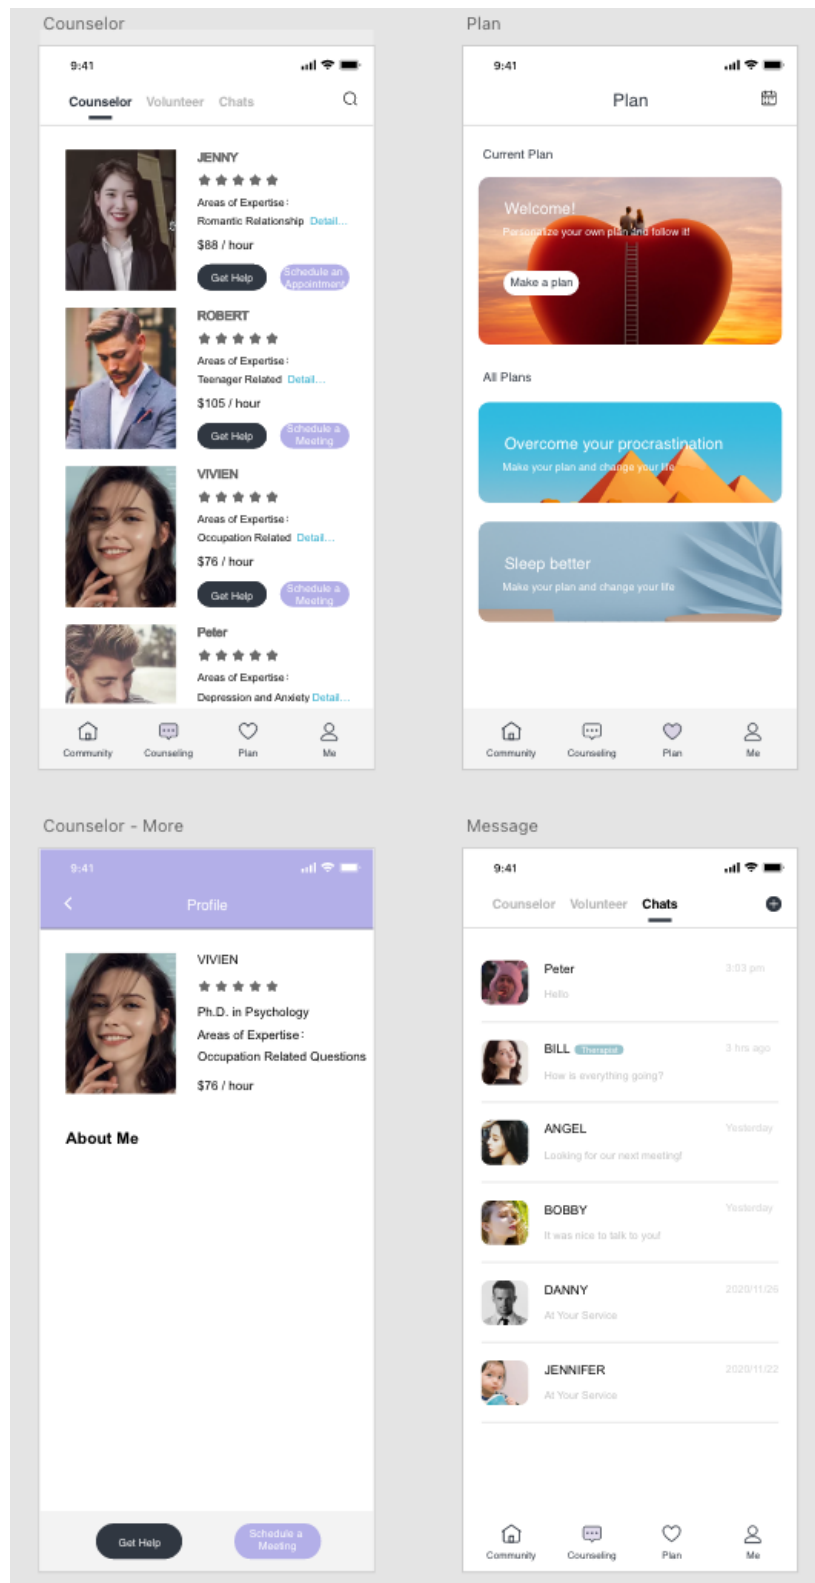 Counselor
9:41
Counselor Volunteer Chats
JENNY
Areas of Expertise:
Romantic Relationship Detail...
$88 / hour
Get Help
Schedule an
Appointment
ROBERT
Areas of Expertise:
Teenager Related Detail...
$105 / hour
Get Help
Schedule a
Meeting
VIVIEN
Areas of Expertise:
Occupation Related Detail...
$76 / hour
Get Help
Schedule a
Meeting
Peter
Areas of Expertise:
Depression and Anxiety Detail...
Community Counseling Plan Me
Plan
9:41
Plan
Current Plan
Welcome!
Personalize your own plan and follow it!
Make a plan
All Plans
Overcome your procrastination
Make your plan and change your life
Sleep better
Make your plan and change your life
Community Counseling Plan Me
Counselor - More
9:41
Profile
VIVIEN
Ph.D. in Psychology
Areas of Expertise:
Occupation Related Questions
$76 / hour
About Me
Get Help
Schedule a
Meeting
Message
9:41
Counselor Volunteer Chats
Peter 3:03 pm
Hello
BILL Therapist 3 hrs ago
How is everything going?
ANGEL Yesterday
Looking for our next meeting!
BOBBY Yesterday
It was nice to talk to you!
DANNY 2020/11/26
At Your Service
JENNIFER 2020/11/22
At Your Service
Community Counseling Plan Me